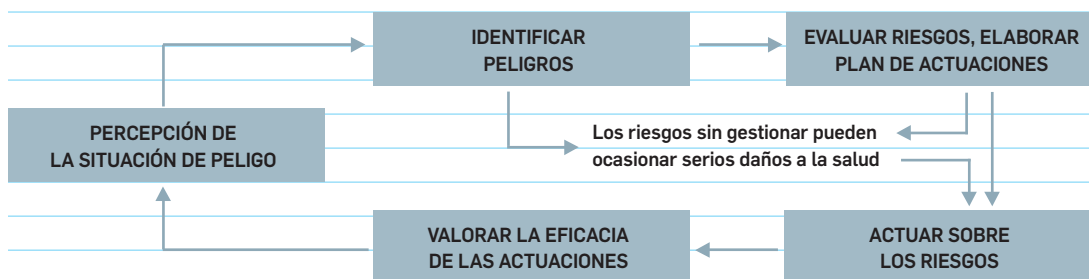 IDENTIFICAR
PELIGROS
EVALUAR RIESGOS, ELABORAR
PLAN DE ACTUACIONES
PERCEPCIÓN DE
LA SITUACIÓN DE PELIGO
Los riesgos sin gestionar pueden
ocasionar serios daños a la salud
VALORAR LA EFICACIA
DE LAS ACTUACIONES
ACTUAR SOBRE
LOS RIESGOS